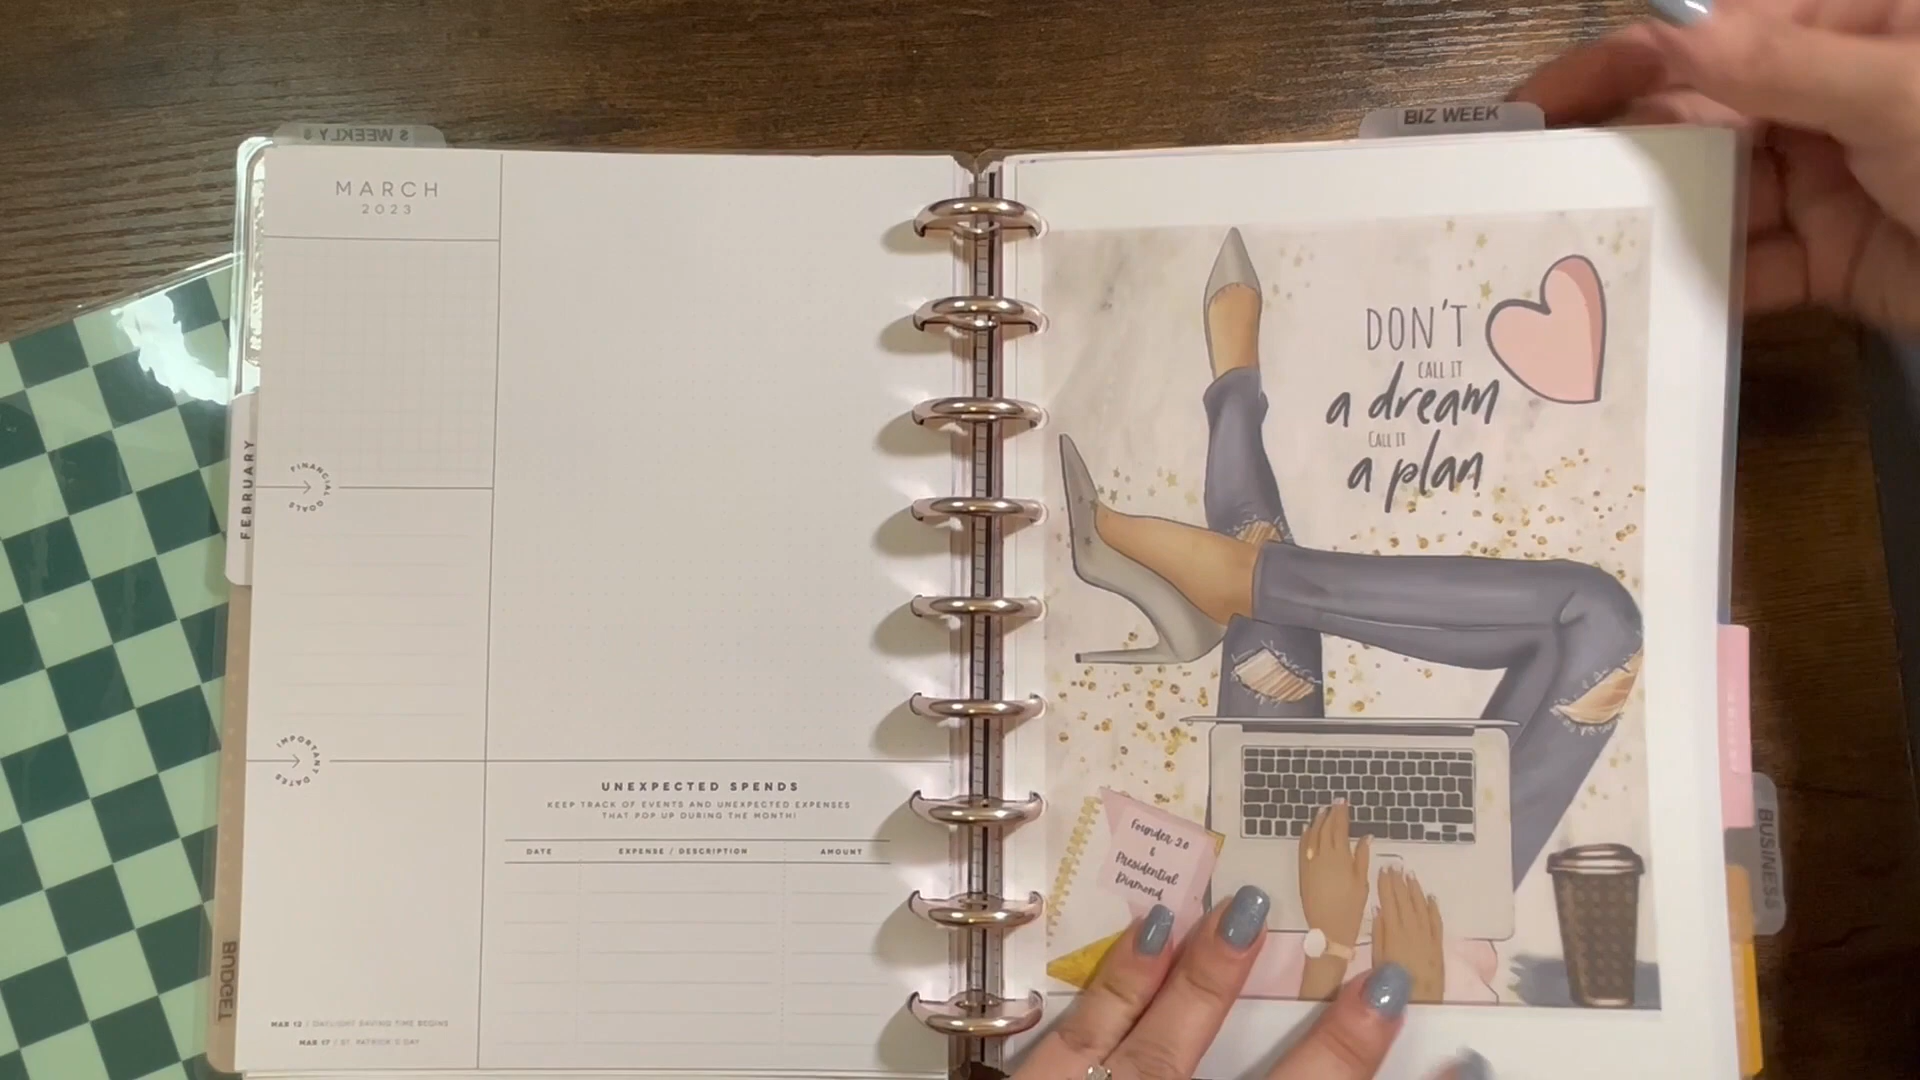 $ WEEKLY $
MARCH
2023
FEBRUARY
FINANCIAL GOALS
IMPORTANT DATES
BUDGET
MAR 12 / DAYLIGHT SAVING TIME BEGINS
MAR 17 / ST. PATRICK'S DAY
UNEXPECTED SPENDS
KEEP TRACK OF EVENTS AND UNEXPECTED EXPENSES
THAT POP UP DURING THE MONTH!
DATE
EXPENSE / DESCRIPTION
AMOUNT
BIZ WEEK
DON'T
CALL IT
a dream
CALL IT
a plan
Founder 2.0
&
Presidential
Diamond
BUSINESS